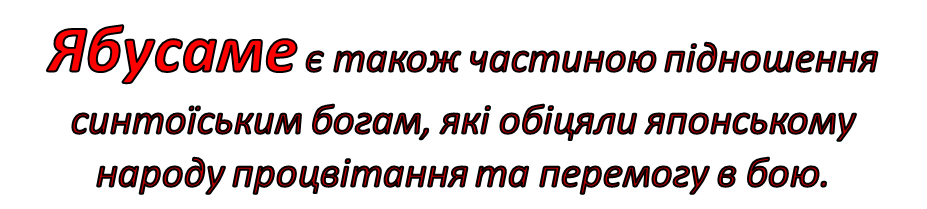 Ябусаме є також частиною підношення
синтоїським богам, які обіцяли японському
народу процвітання та перемогу в бою.